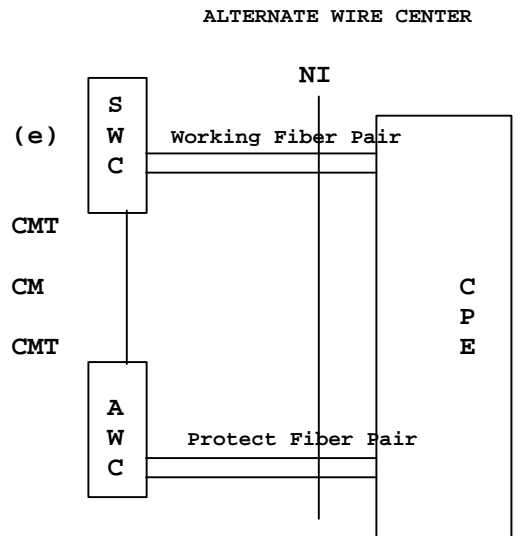 ALTERNATE WIRE CENTER
NI
S
W
C
(e)
Working Fiber Pair
CMT
CM
CMT
C
P
E
A
W
C
Protect Fiber Pair